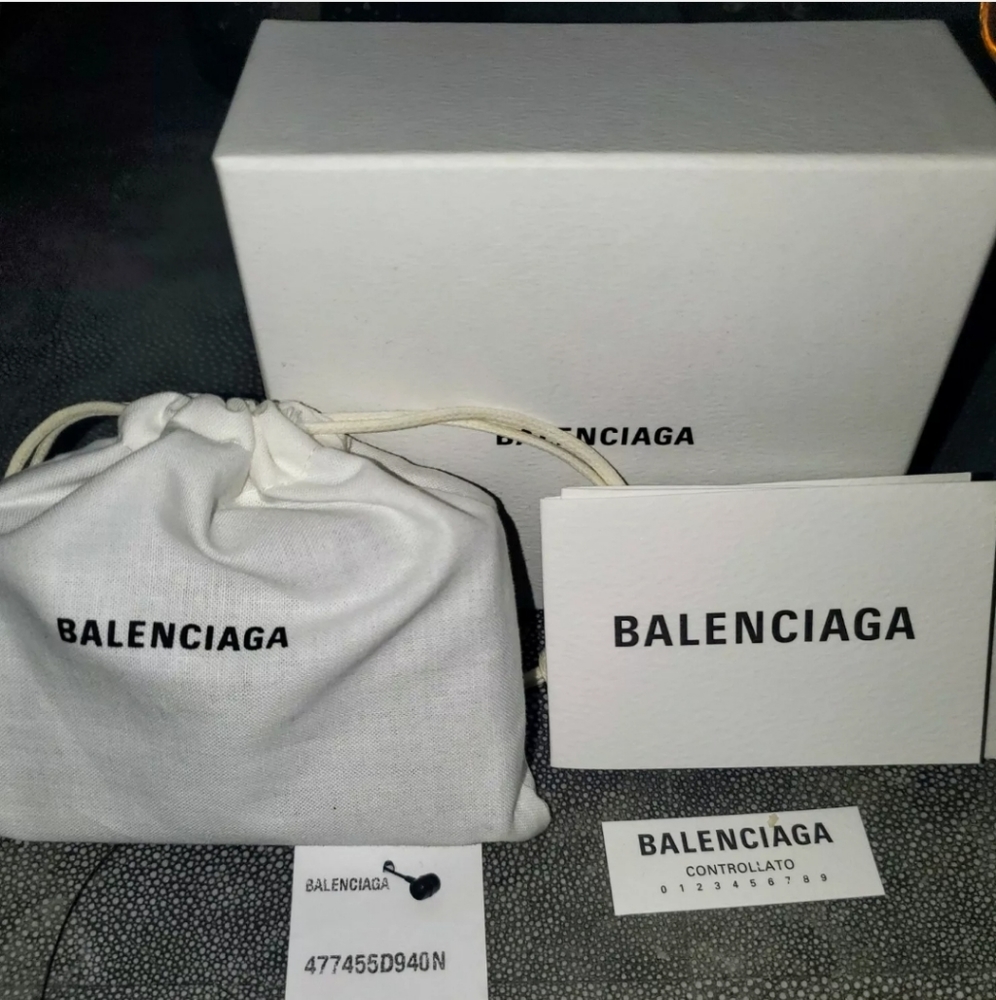 BALENCIAGA
BALENCIAGA
BALENCIAGA
BALENCIAGA
CONTROLLATO
0 1 2 3 4 5 6 7 8 9
BALENCIAGA
477455D940N